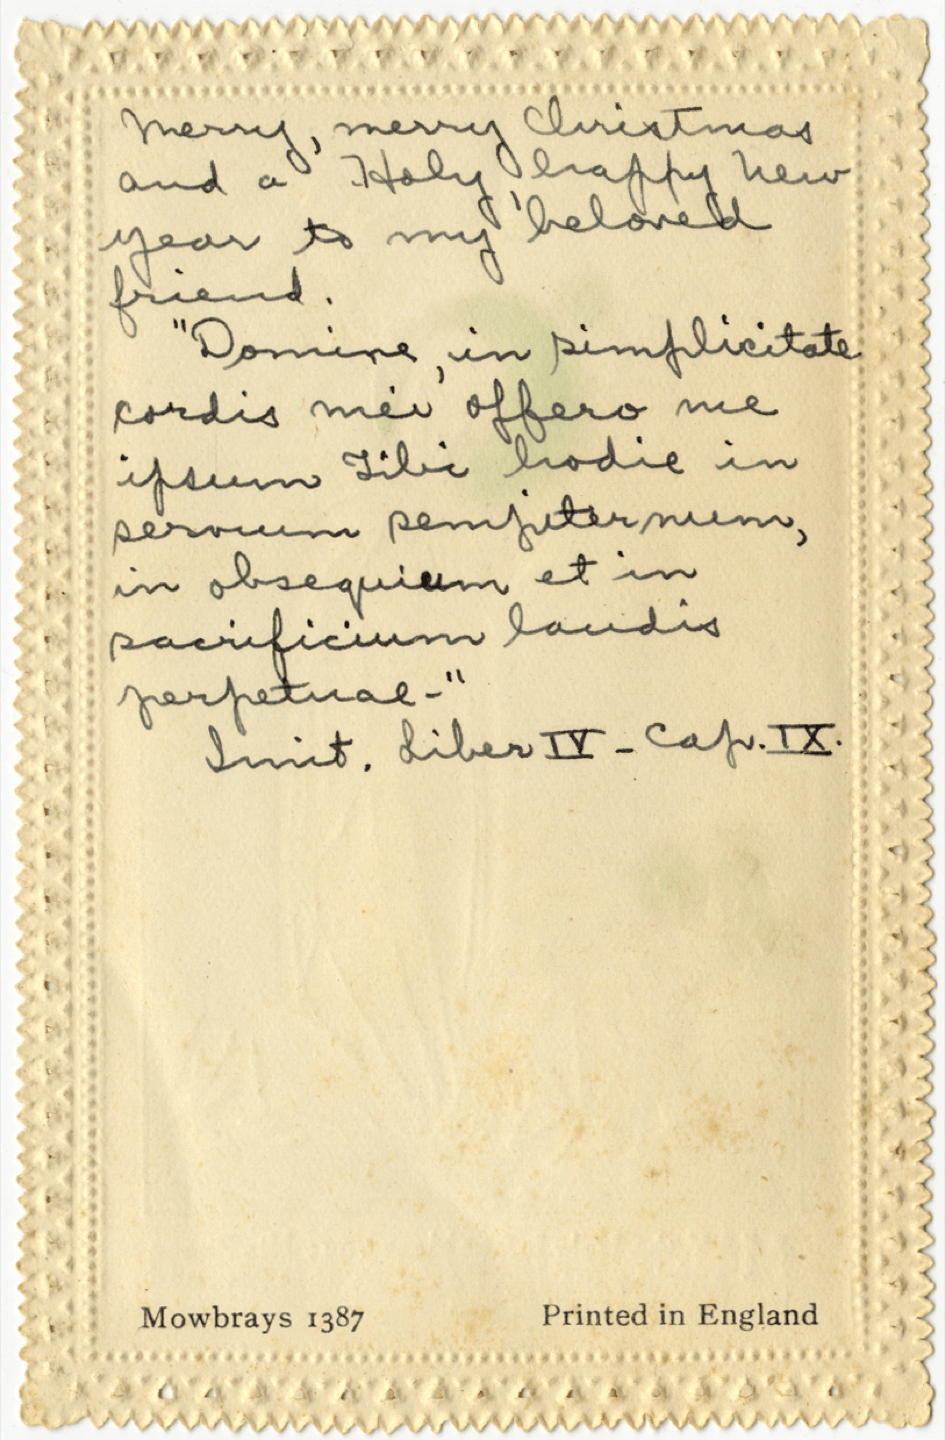 Merry, merry Christmas
and a Holy, happy New
year to my beloved
friend.
"Domine, in simplicitate
cordis mei offero me
ipsum Tibi hodie in
servum sempiternum,
in obsequium et in
sacrificium laudis
perpetuae-"
Imit. Liber IV - Cap. IX.
Mowbrays 1387
Printed in England